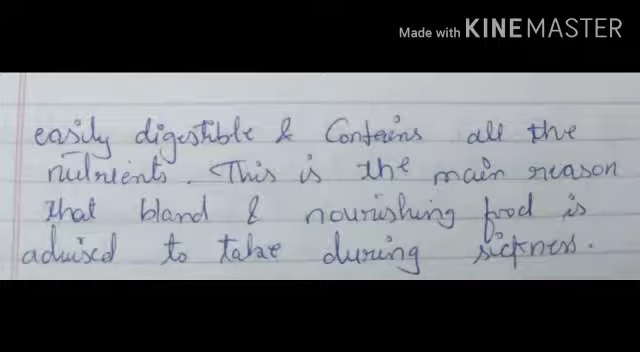 Made with KINEMASTER
easily digestible & Contains all the
nutrients. This is the main reason
that bland & nourishing food is
advised to take during sickness.